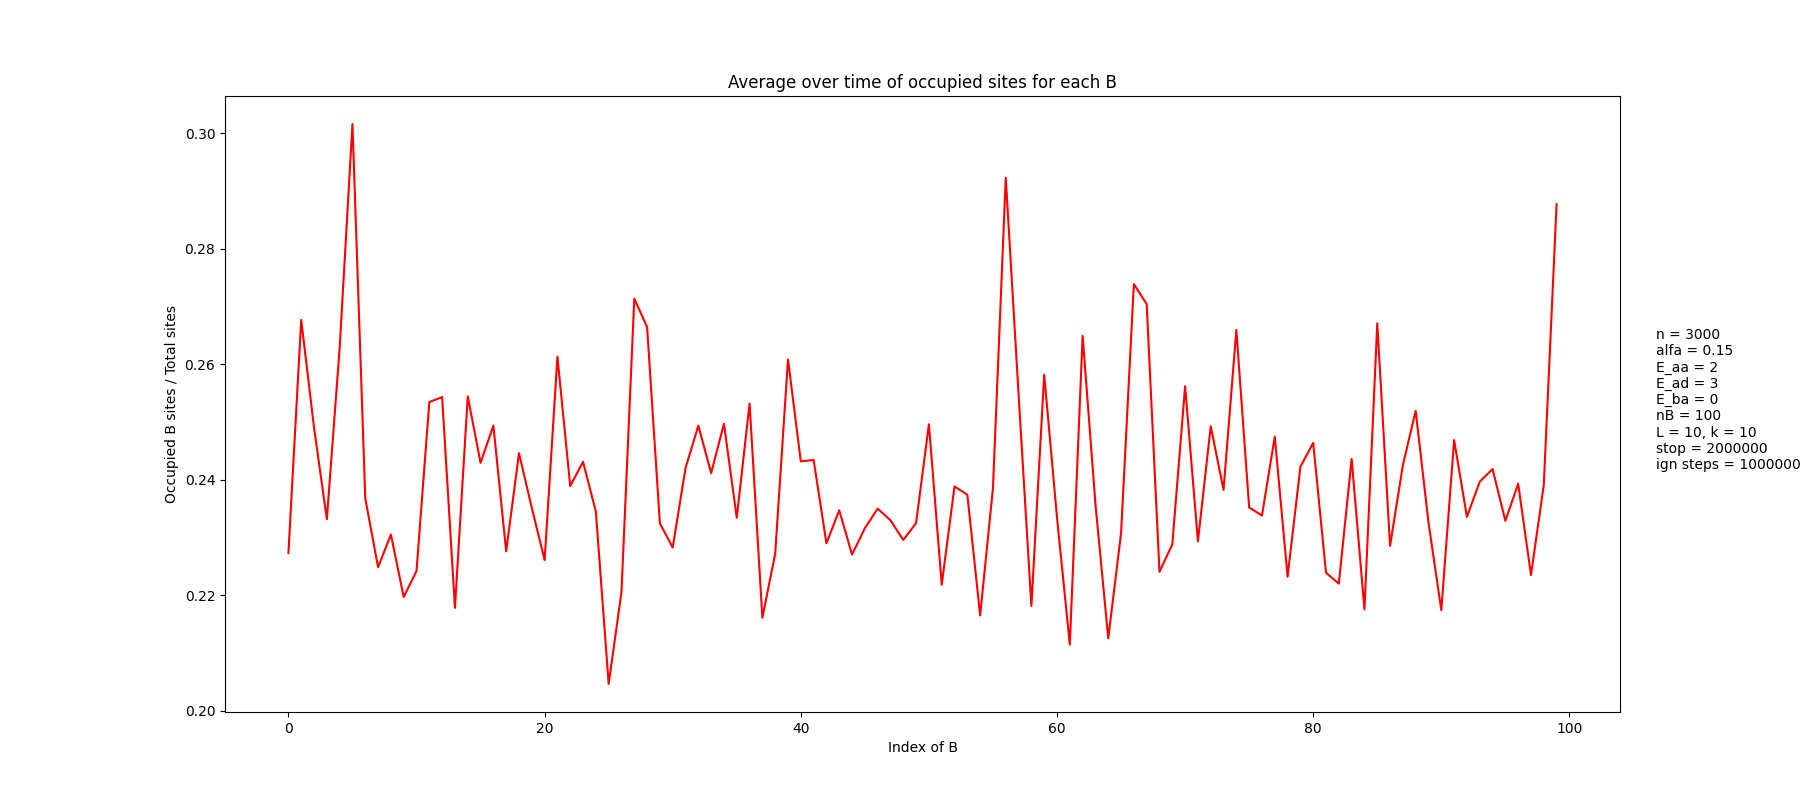 Average over time of occupied sites for each B
0.30
0.28
0.26
0.24
0.22
0.20
Occupied B sites / Total sites
0 20 40 60 80 100
Index of B
n = 3000
alfa = 0.15
E_aa = 2
E_ad = 3
E_ba = 0
nB = 100
L = 10, k = 10
stop = 2000000
ign steps = 1000000